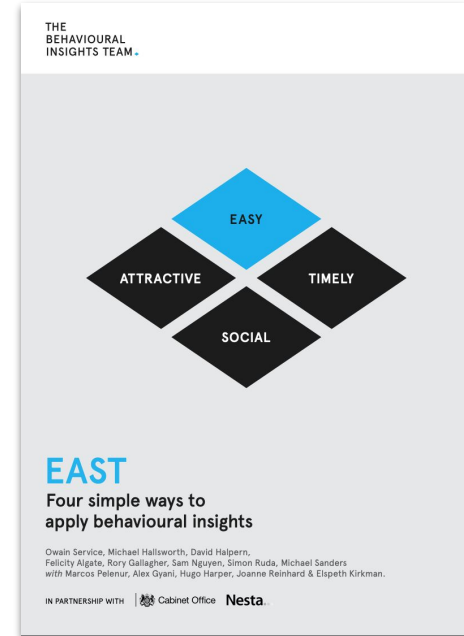 THE
BEHAVIOURAL
INSIGHTS TEAM.
EASY
ATTRACTIVE
TIMELY
SOCIAL
EAST
Four simple ways to
apply behavioural insights
Owain Service, Michael Hallsworth, David Halpern,
Felicity Algate, Rory Gallagher, Sam Nguyen, Simon Ruda, Michael Sanders
with Marcos Pelenur, Alex Gyani, Hugo Harper, Joanne Reinhard & Elspeth Kirkman.
IN PARTNERSHIP WITH Cabinet Office Nesta.